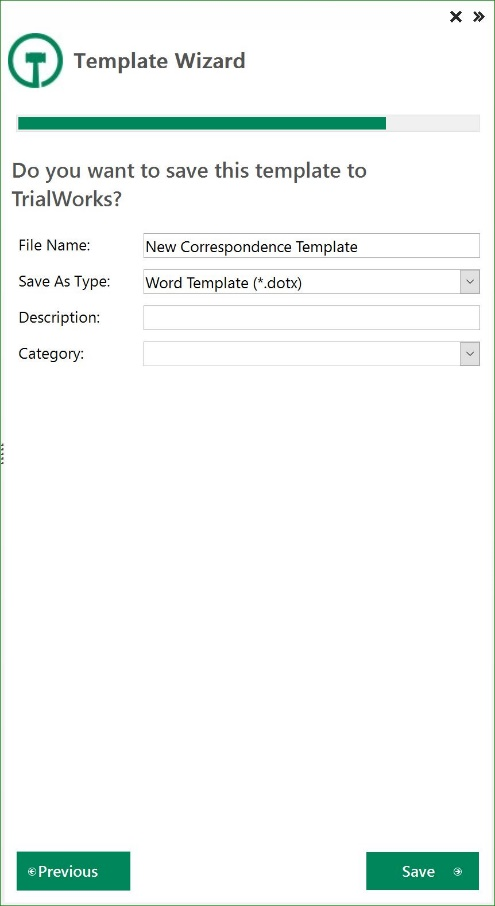 Template Wizard
Do you want to save this template to
TrialWorks?
File Name: New Correspondence Template
Save As Type: Word Template (*.dotx)
Description:
Category:
Previous Save